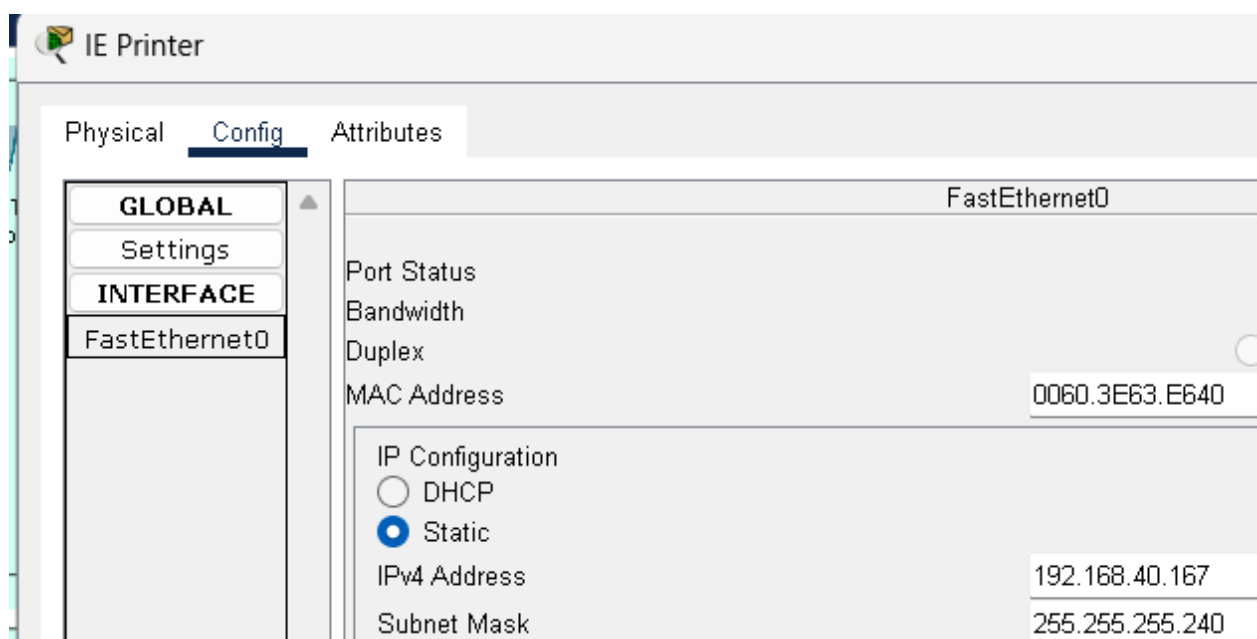 IE Printer
Physical Config Attributes
GLOBAL
Settings
INTERFACE
FastEthernet0
FastEthernet0
Port Status
Bandwidth
Duplex
MAC Address 0060.3E63.E640
IP Configuration
DHCP
Static
IPv4 Address 192.168.40.167
Subnet Mask 255.255.255.240